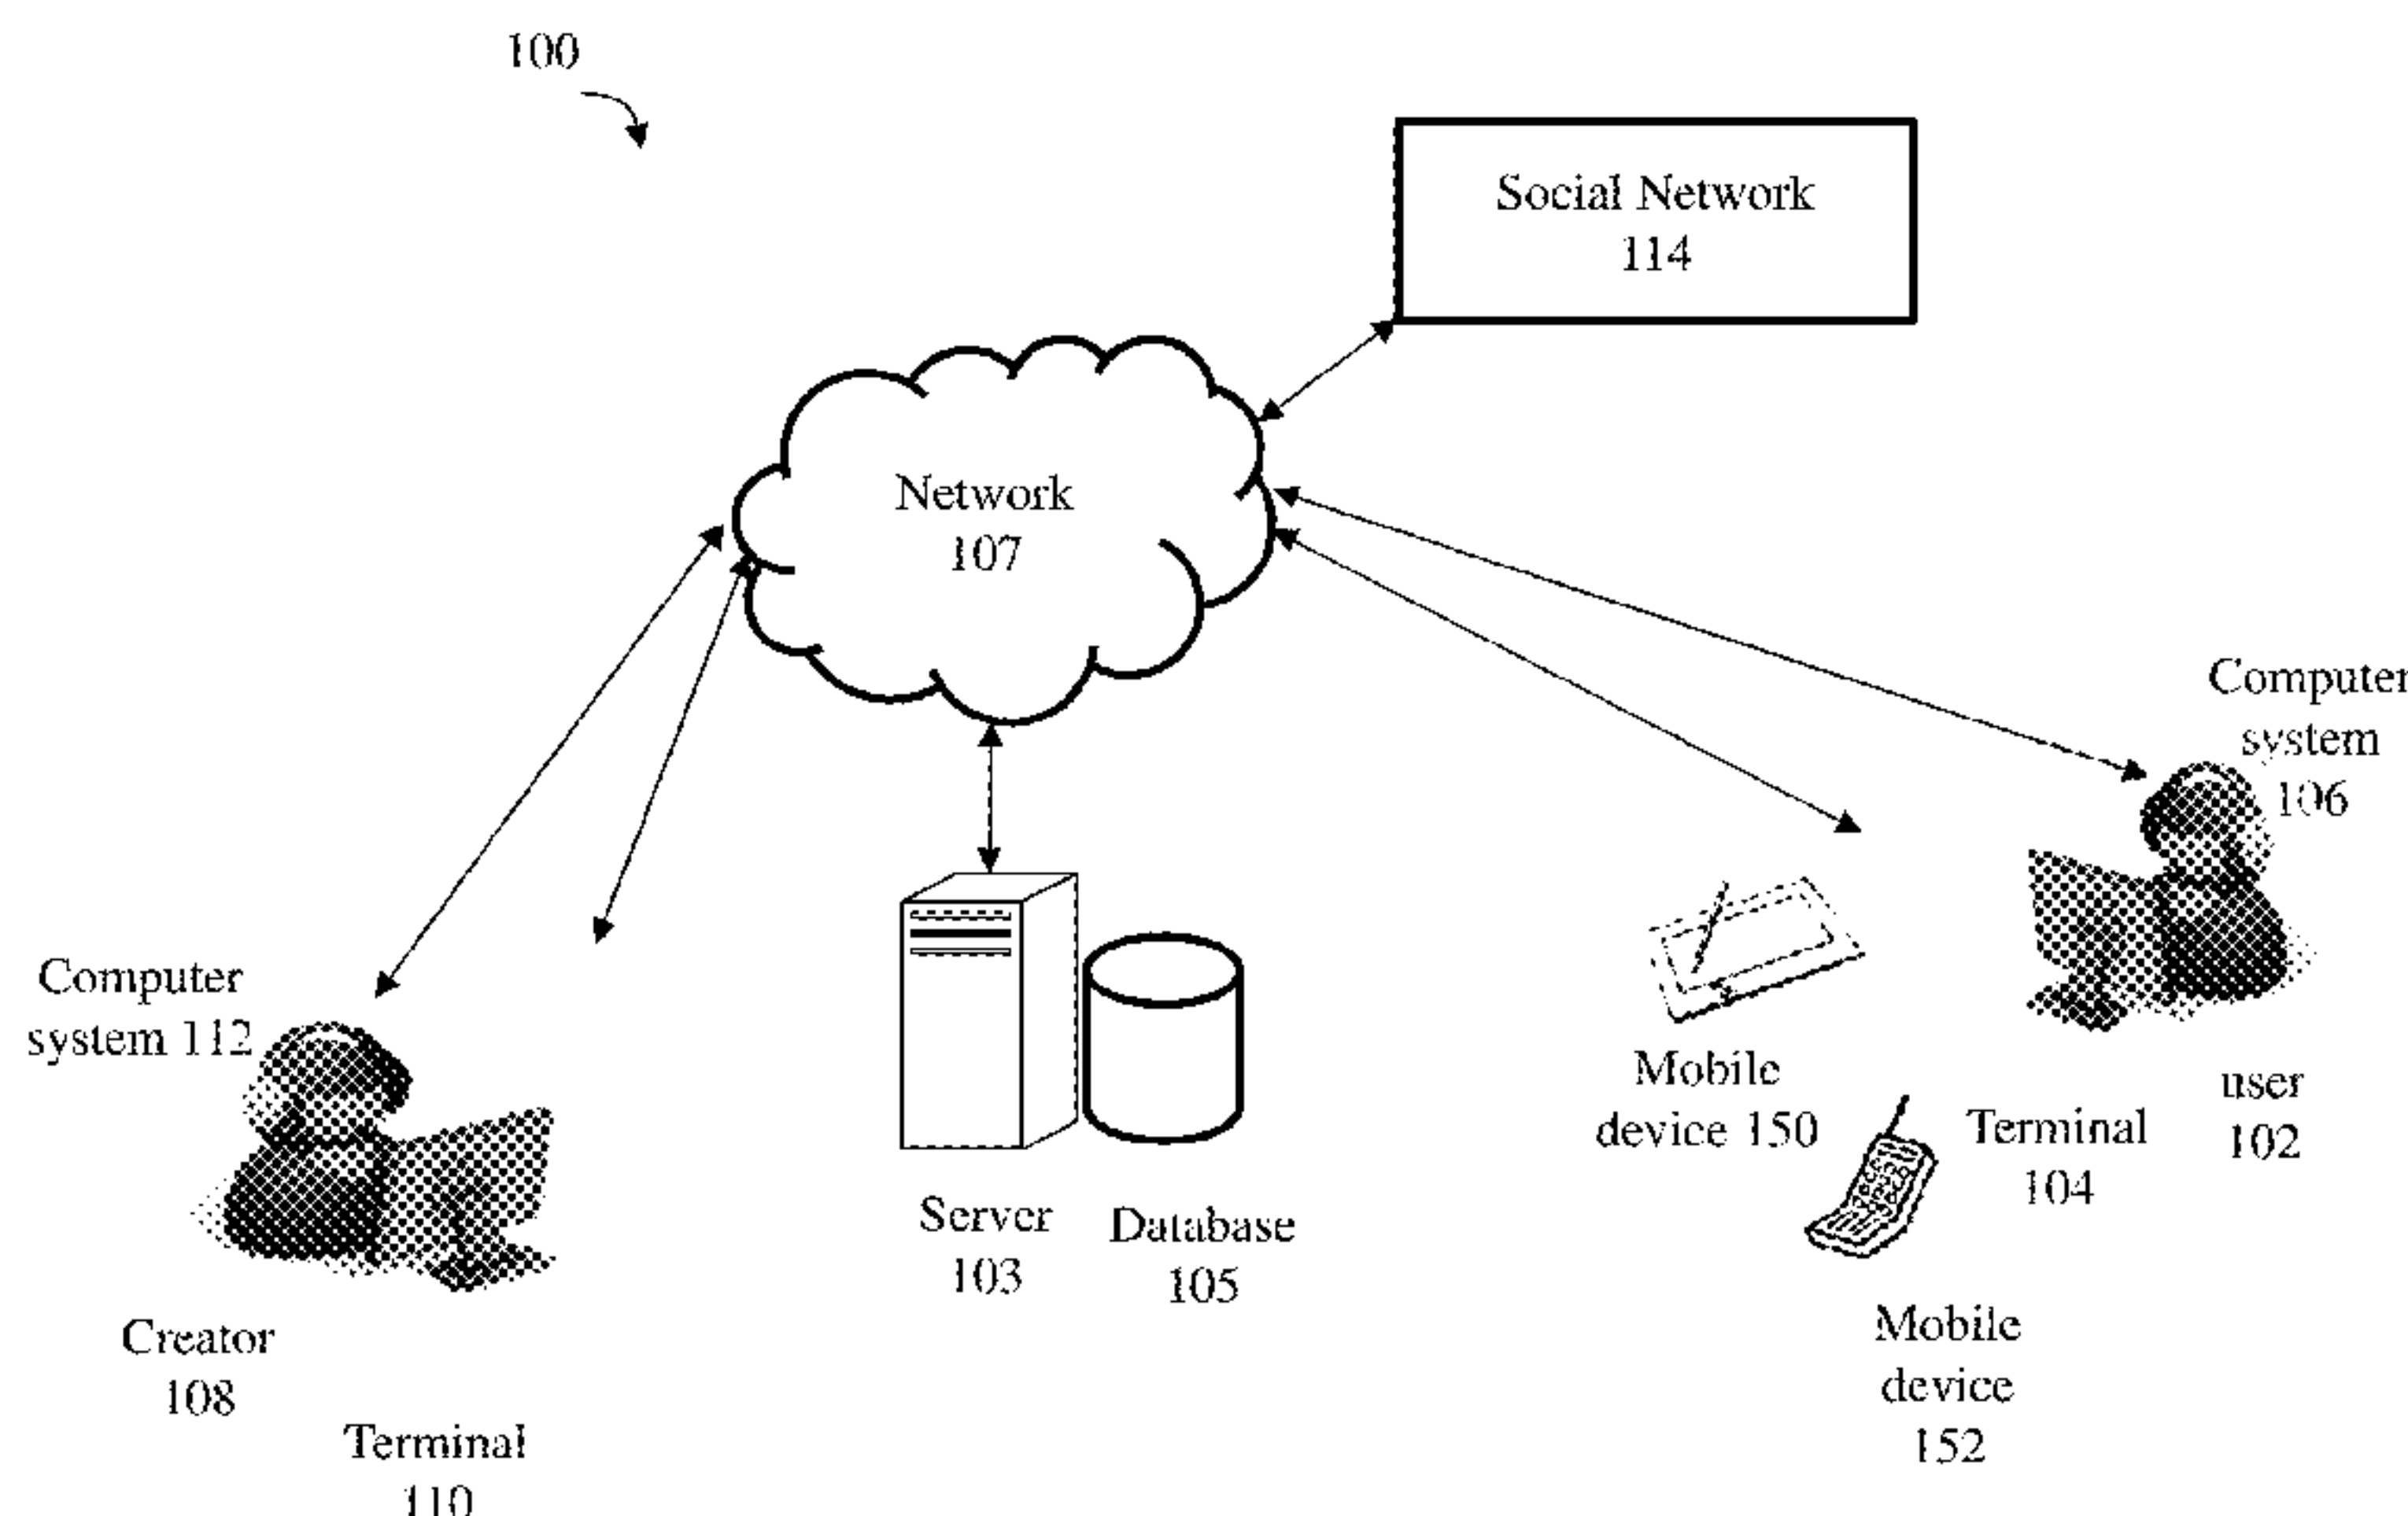 100
Social Network
114
Network
107
Computer
system
106
Computer
system 112
Mobile
device 150
Terminal
104
user
102
Server
103
Database
105
Creator
108
Terminal
110
Mobile
device
152